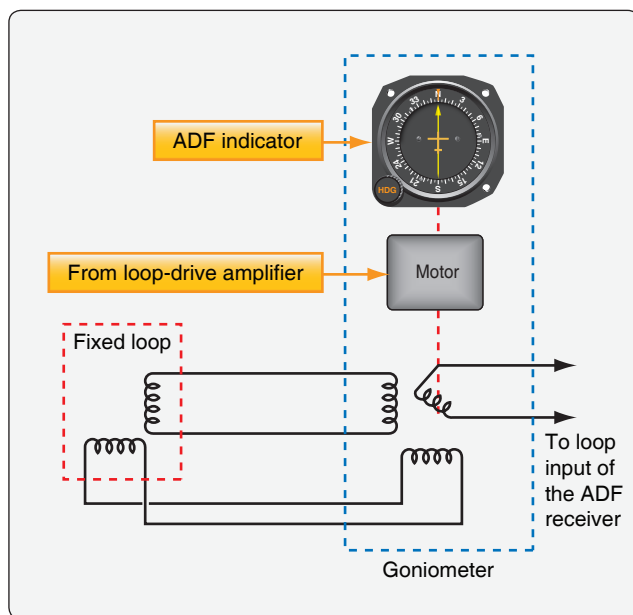 N
3
6
E
12
15
S
21
24
W
30
33
HDG
ADF indicator
From loop-drive amplifier
Motor
Fixed loop
To loop
input of
the ADF
receiver
Goniometer